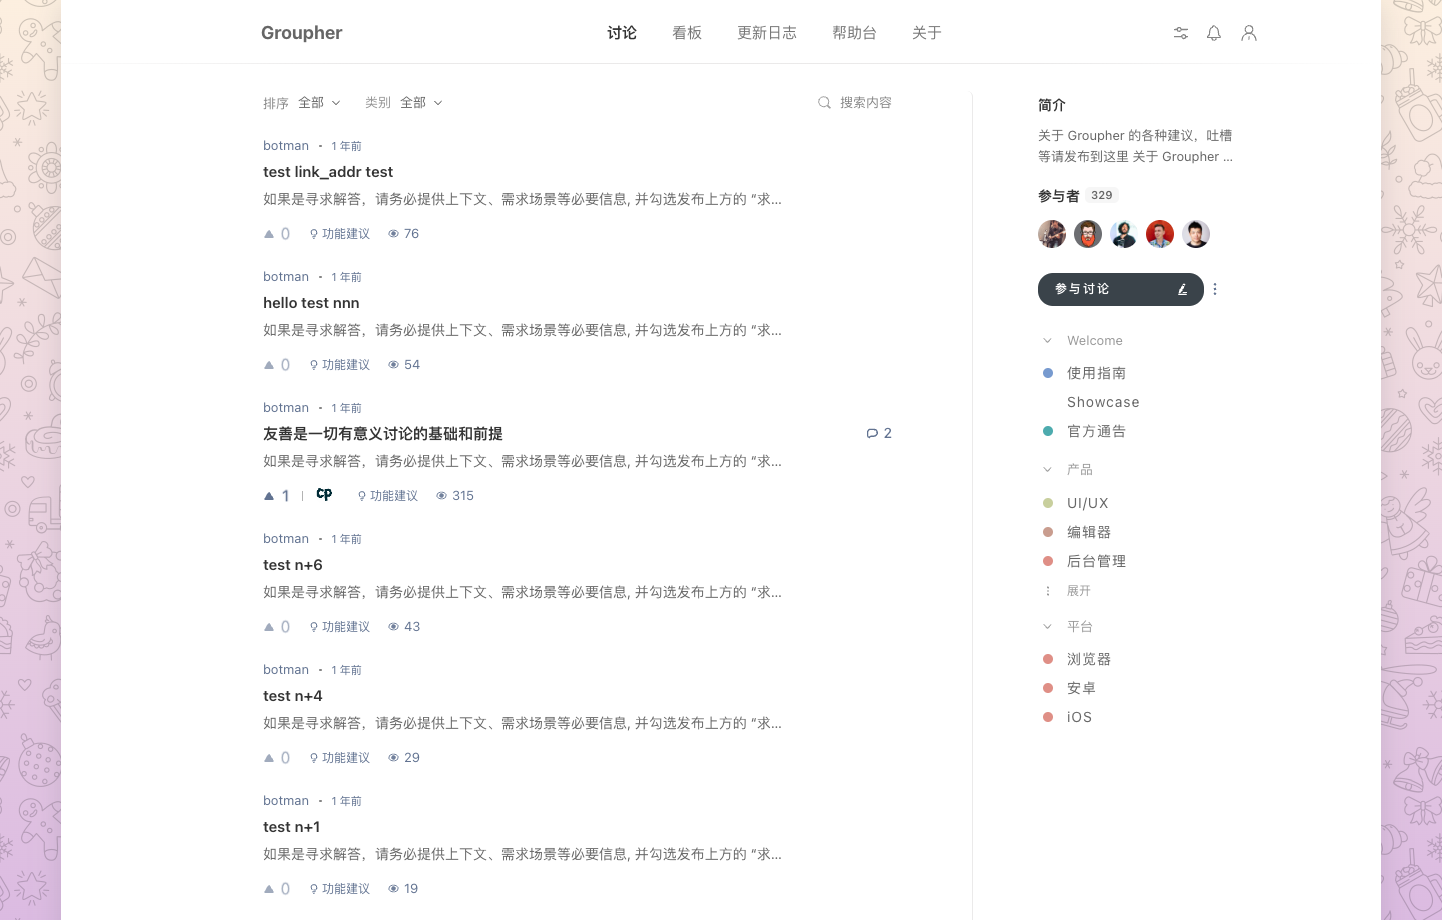 Groupher
讨论 看板 更新日志 帮助台 关于
排序 全部 类别 全部 搜索内容
botman · 1 年前
test link_addr test
如果是寻求解答，请务必提供上下文、需求场景等必要信息, 并勾选发布上方的 “求...
0 功能建议 76
botman · 1 年前
hello test nnn
如果是寻求解答，请务必提供上下文、需求场景等必要信息, 并勾选发布上方的 “求...
0 功能建议 54
botman · 1 年前
友善是一切有意义讨论的基础和前提 2
如果是寻求解答，请务必提供上下文、需求场景等必要信息, 并勾选发布上方的 “求...
1 CP 功能建议 315
botman · 1 年前
test n+6
如果是寻求解答，请务必提供上下文、需求场景等必要信息, 并勾选发布上方的 “求...
0 功能建议 43
botman · 1 年前
test n+4
如果是寻求解答，请务必提供上下文、需求场景等必要信息, 并勾选发布上方的 “求...
0 功能建议 29
botman · 1 年前
test n+1
如果是寻求解答，请务必提供上下文、需求场景等必要信息, 并勾选发布上方的 “求...
0 功能建议 19
简介
关于 Groupher 的各种建议，吐槽
等请发布到这里 关于 Groupher ...
参与者 329
参与讨论
Welcome
使用指南
Showcase
官方通告
产品
UI/UX
编辑器
后台管理
展开
平台
浏览器
安卓
iOS